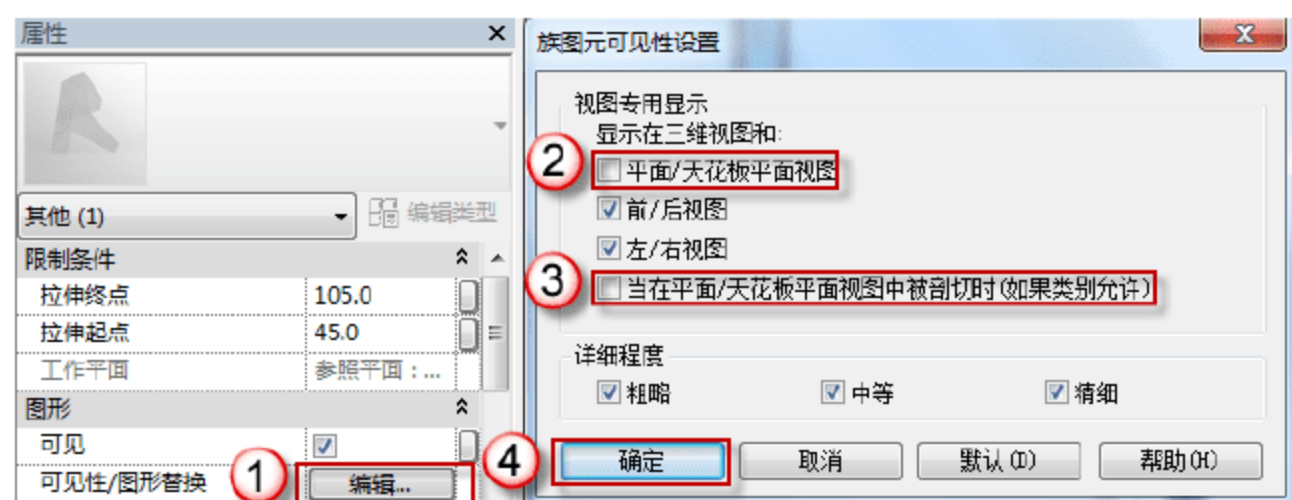 属性
其他 (1)
编辑类型
限制条件
拉伸终点 105.0
拉伸起点 45.0
工作平面 参照平面：...
图形
可见
可见性/图形替换 1 编辑...
族图元可见性设置
视图专用显示
显示在三维视图和:
2 平面/天花板平面视图
前/后视图
左/右视图
3 当在平面/天花板平面视图中被剖切时(如果类别允许)
详细程度
粗略 中等 精细
4 确定 取消 默认(D) 帮助(H)